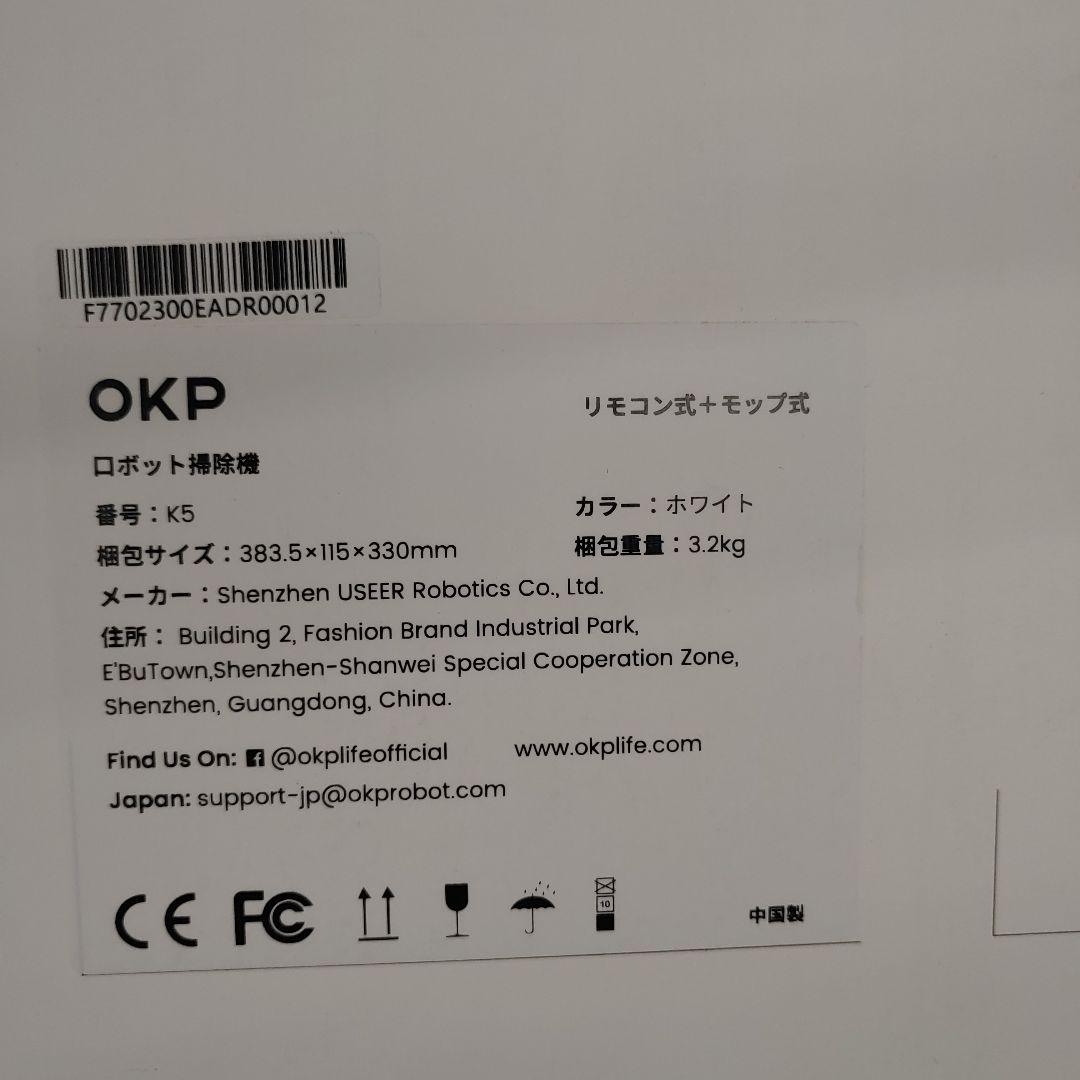 F7702300EADR00012
OKP
リモコン式＋モップ式
ロボット掃除機
番号：K5
カラー：ホワイト
梱包サイズ：383.5×115×330mm
梱包重量：3.2kg
メーカー：Shenzhen USEER Robotics Co., Ltd.
住所： Building 2, Fashion Brand Industrial Park,
E'BuTown,Shenzhen-Shanwei Special Cooperation Zone,
Shenzhen, Guangdong, China.
Find Us On: @okplifeofficial
www.okplife.com
Japan: support-jp@okprobot.com
CE FC
10
中国製